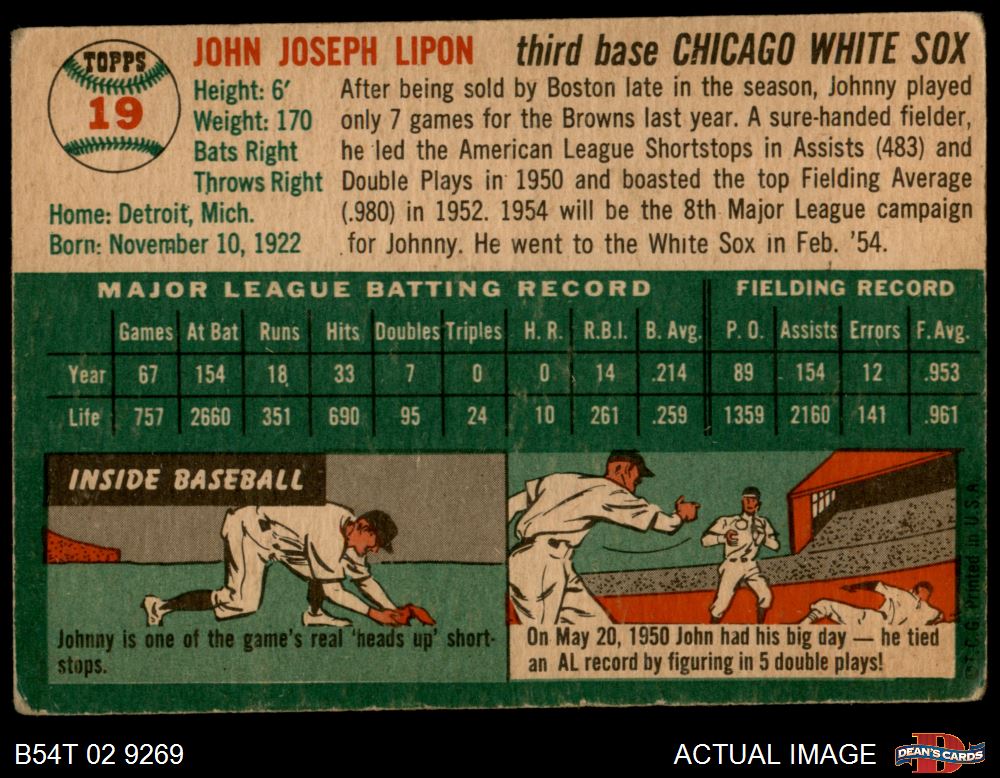 TOPPS
19
JOHN JOSEPH LIPON third base CHICAGO WHITE SOX
Height: 6'
Weight: 170
Bats Right
Throws Right
Home: Detroit, Mich.
Born: November 10, 1922
After being sold by Boston late in the season, Johnny played
only 7 games for the Browns last year. A sure-handed fielder,
he led the American League Shortstops in Assists (483) and
Double Plays in 1950 and boasted the top Fielding Average
(.980) in 1952. 1954 will be the 8th Major League campaign
for Johnny. He went to the White Sox in Feb. '54.
MAJOR LEAGUE BATTING RECORD FIELDING RECORD
Games At Bat Runs Hits Doubles Triples H. R. R.B.I. B. Avg. P. O. Assists Errors F. Avg.
Year 67 154 18 33 7 0 0 14 .214 89 154 12 .953
Life 757 2660 351 690 95 24 10 261 .259 1359 2160 141 .961
INSIDE BASEBALL
Johnny is one of the game's real 'heads up' short-
stops.
On May 20, 1950 John had his big day — he tied
an AL record by figuring in 5 double plays!
T.C.G. Printed in U.S.A.
B54T 02 9269
ACTUAL IMAGE
DEAN'S CARDS